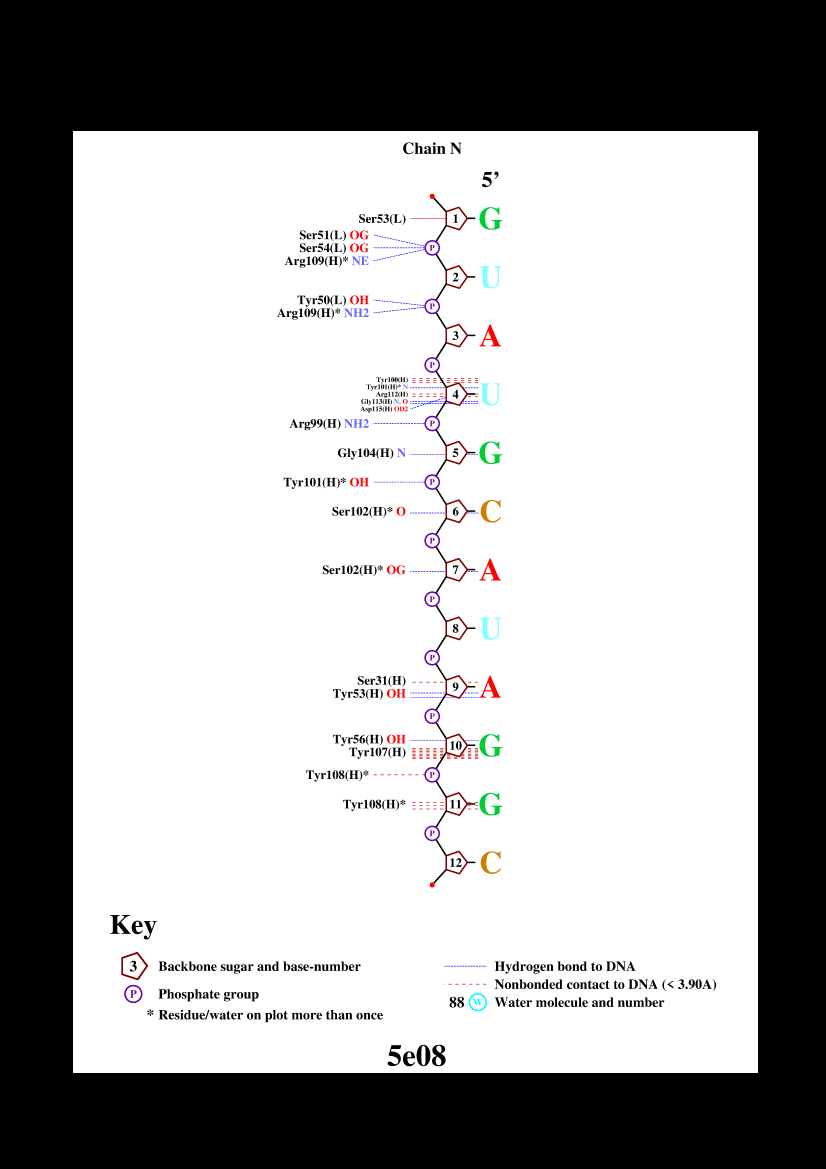 Chain N
5’
Ser53(L) 1 G
Ser51(L) OG
Ser54(L) OG P
Arg109(H)* NE
2 U
Tyr50(L) OH
P
Arg109(H)* NH2
3 A
P
Tyr100(H)
Tyr101(H)* N
Arg112(H) 4 U
Gly113(H) N, O
Asp115(H) OD2
Arg99(H) NH2 P
Gly104(H) N 5 G
Tyr101(H)* OH P
Ser102(H)* O 6 C
P
Ser102(H)* OG 7 A
P
8 U
P
Ser31(H)
9 A
Tyr53(H) OH
P
Tyr56(H) OH
10 G
Tyr107(H)
Tyr108(H)* P
Tyr108(H)* 11 G
P
12 C
Key
3 Backbone sugar and base-number
P Phosphate group
* Residue/water on plot more than once
Hydrogen bond to DNA
Nonbonded contact to DNA (< 3.90A)
88 W Water molecule and number
5e08